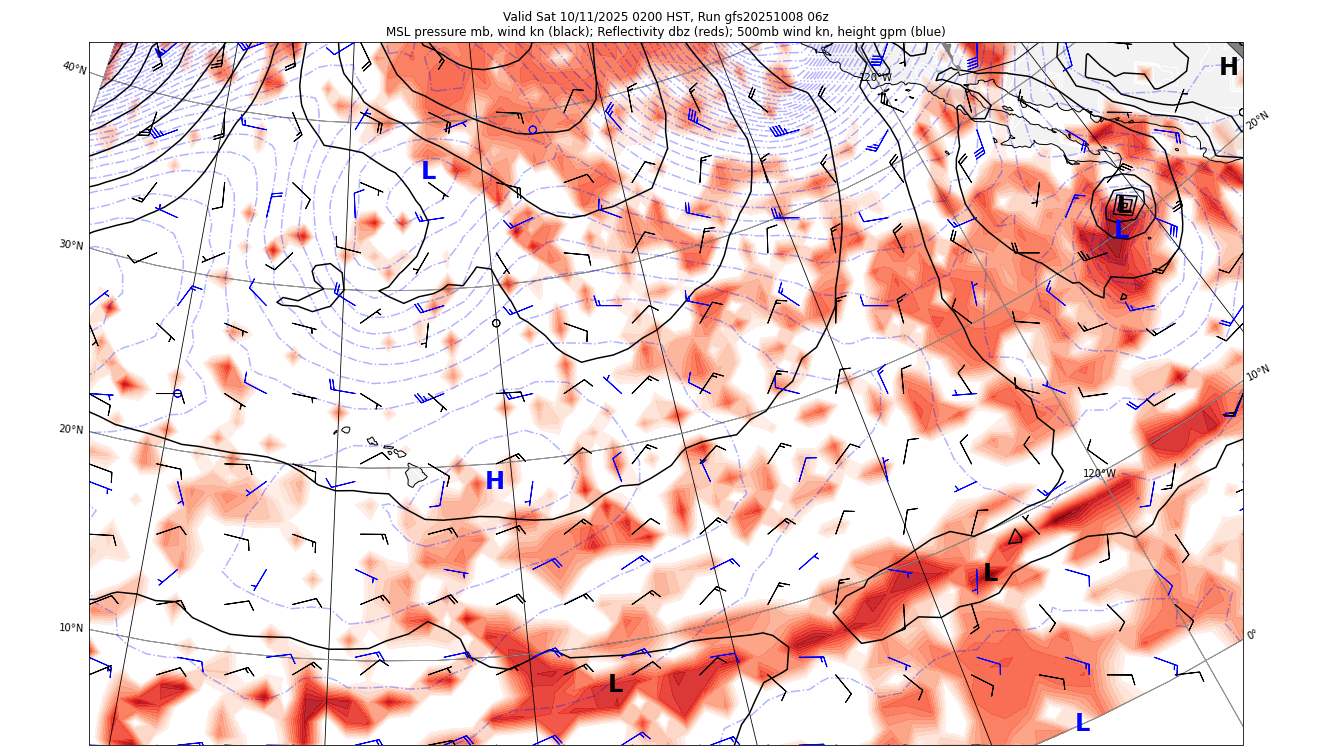 Valid Sat 10/11/2025 0200 HST, Run gfs20251008 06z
MSL pressure mb, wind kn (black); Reflectivity dbz (reds); 500mb wind kn, height gpm (blue)
40°N
120°W
H
20°N
L
L
L
30°N
10°N
20°N
H
120°W
L
10°N
0°
L
L